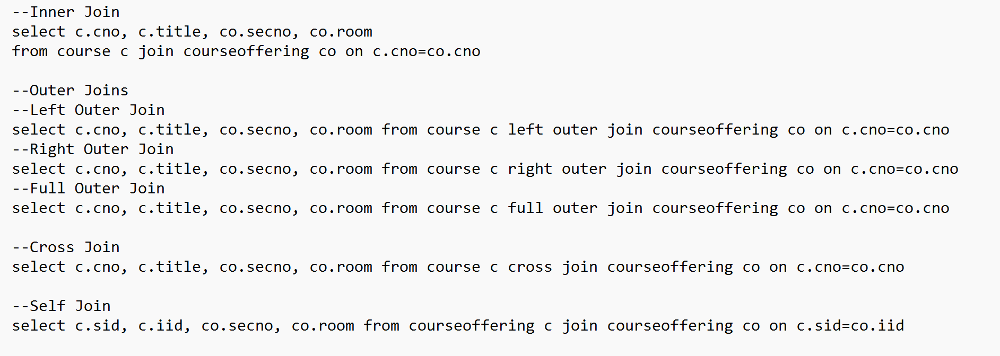 --Inner Join
select c.cno, c.title, co.secno, co.room
from course c join courseoffering co on c.cno=co.cno
--Outer Joins
--Left Outer Join
select c.cno, c.title, co.secno, co.room from course c left outer join courseoffering co on c.cno=co.cno
--Right Outer Join
select c.cno, c.title, co.secno, co.room from course c right outer join courseoffering co on c.cno=co.cno
--Full Outer Join
select c.cno, c.title, co.secno, co.room from course c full outer join courseoffering co on c.cno=co.cno
--Cross Join
select c.cno, c.title, co.secno, co.room from course c cross join courseoffering co on c.cno=co.cno
--Self Join
select c.sid, c.iid, co.secno, co.room from courseoffering c join courseoffering co on c.sid=co.iid